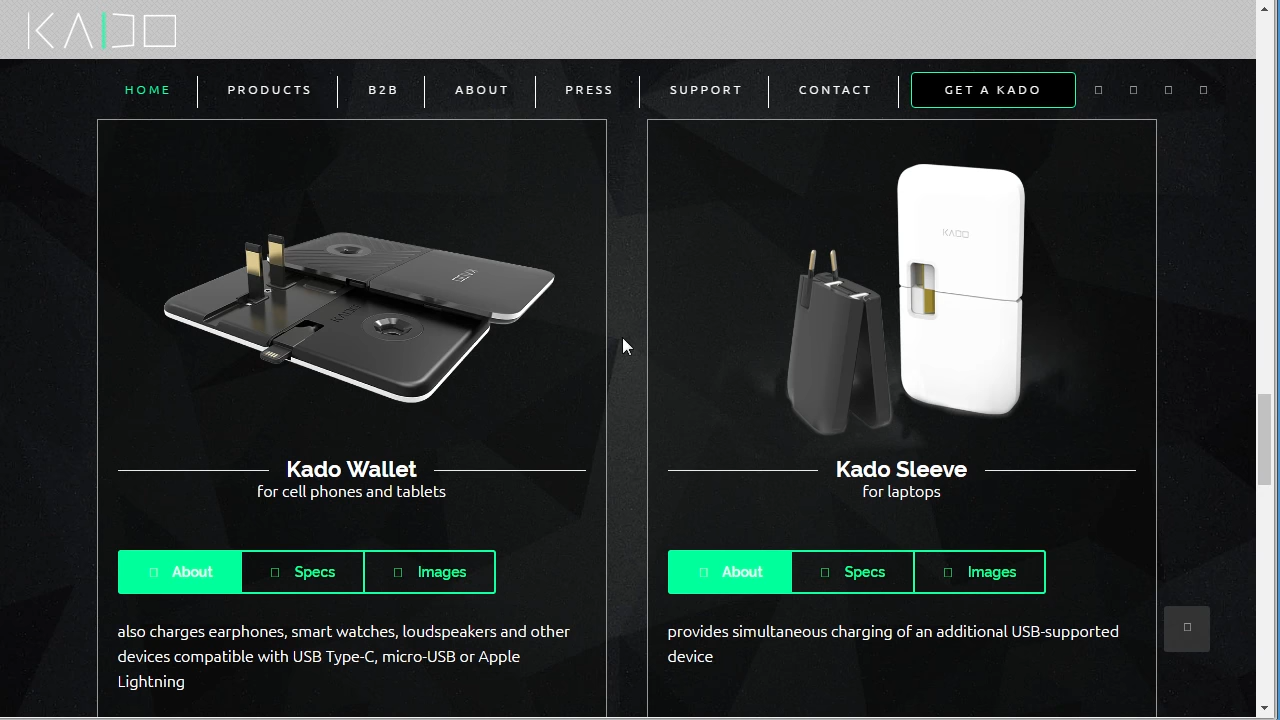 KADO
HOME PRODUCTS B2B ABOUT PRESS SUPPORT CONTACT GET A KADO
KADO
Kado Wallet
for cell phones and tablets
About Specs Images
also charges earphones, smart watches, loudspeakers and other
devices compatible with USB Type-C, micro-USB or Apple
Lightning
KADO
Kado Sleeve
for laptops
About Specs Images
provides simultaneous charging of an additional USB-supported
device